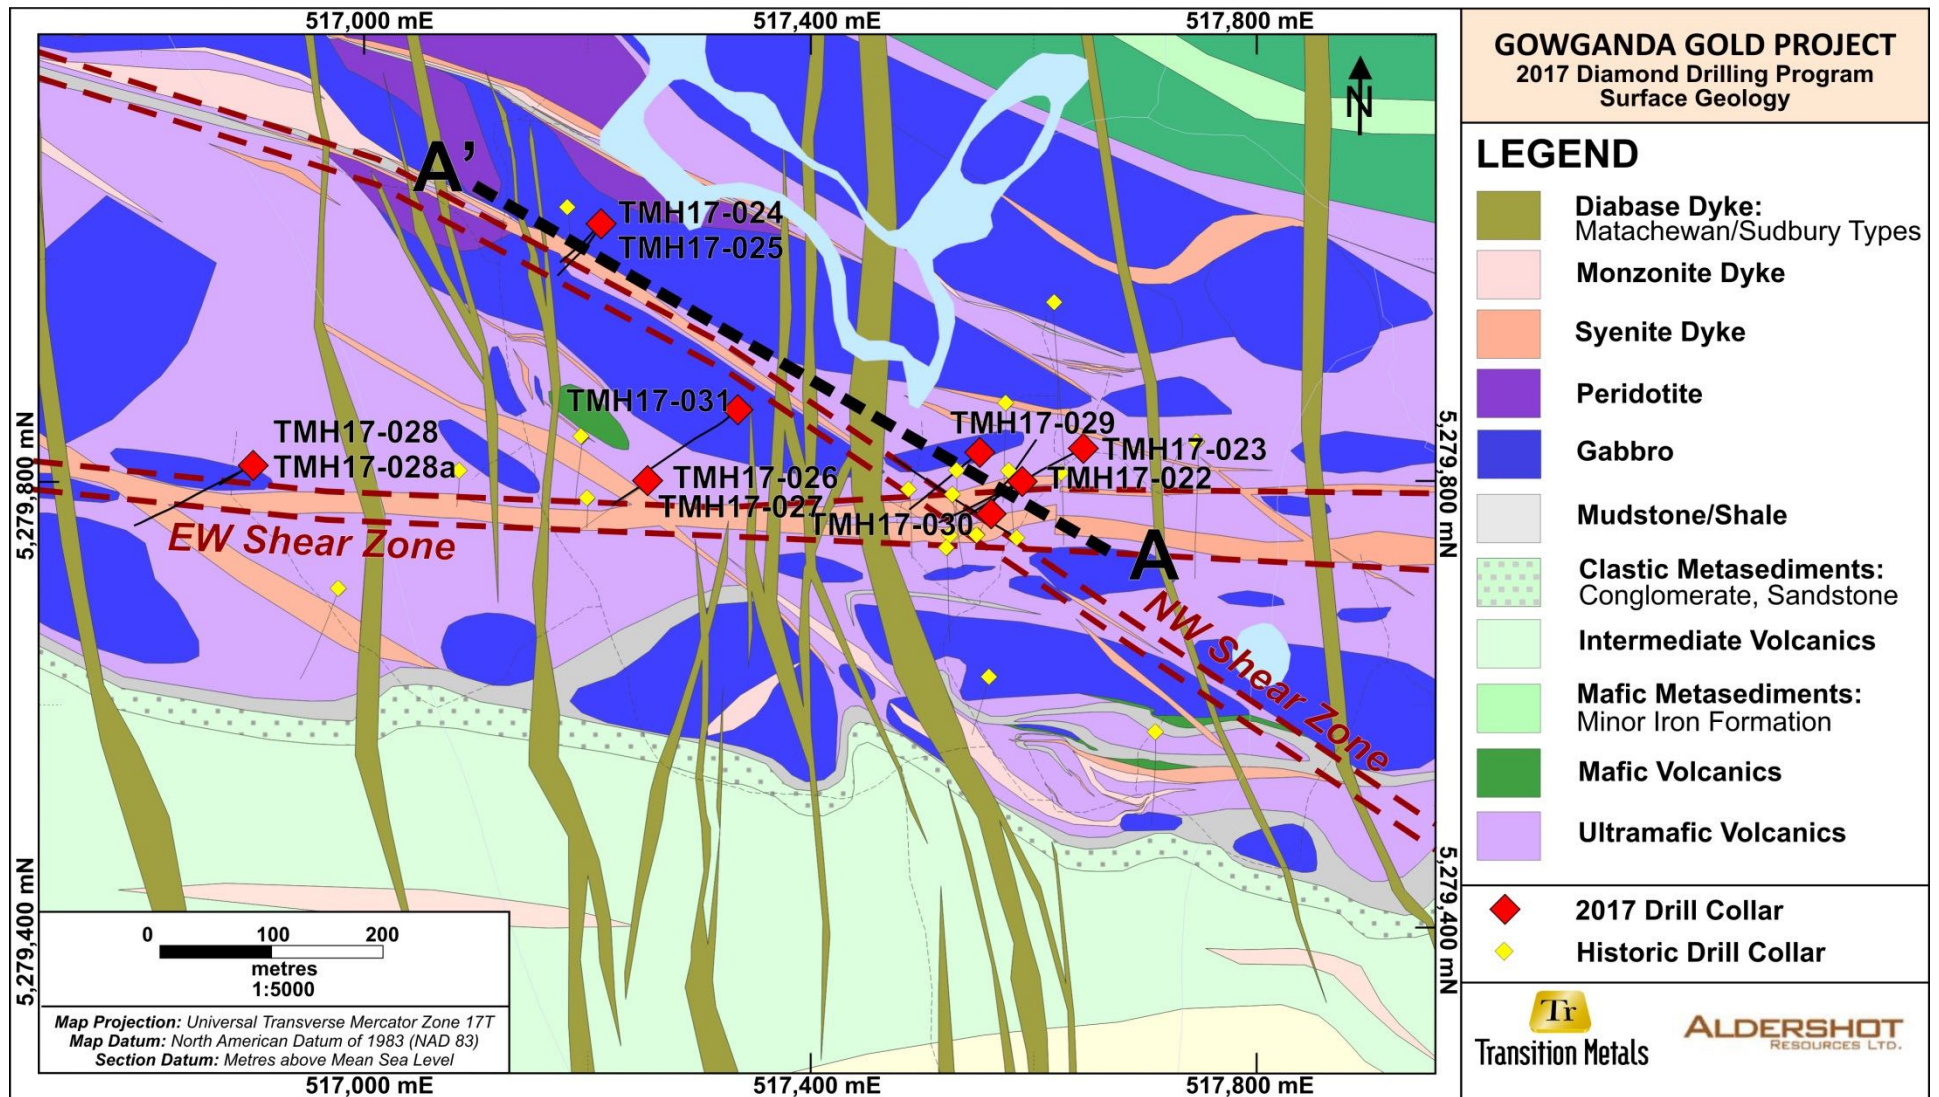 517,000 mE
517,400 mE
517,800 mE
GOWGANDA GOLD PROJECT
2017 Diamond Drilling Program
Surface Geology
N
LEGEND
Diabase Dyke:
Matachewan/Sudbury Types
Monzonite Dyke
Syenite Dyke
Peridotite
Gabbro
Mudstone/Shale
Clastic Metasediments:
Conglomerate, Sandstone
Intermediate Volcanics
Mafic Metasediments:
Minor Iron Formation
Mafic Volcanics
Ultramafic Volcanics
2017 Drill Collar
Historic Drill Collar
Tr
Transition Metals
ALDERSHOT
RESOURCES LTD.
A’
TMH17-024
TMH17-025
TMH17-031
TMH17-028
TMH17-028a
TMH17-029
TMH17-023
TMH17-022
TMH17-026
TMH17-027
TMH17-030
A
EW Shear Zone
NW Shear Zone
5,279,800 mN
5,279,800 mN
5,279,400 mN
5,279,400 mN
0 100 200
metres
1:5000
Map Projection: Universal Transverse Mercator Zone 17T
Map Datum: North American Datum of 1983 (NAD 83)
Section Datum: Metres above Mean Sea Level
517,000 mE
517,400 mE
517,800 mE